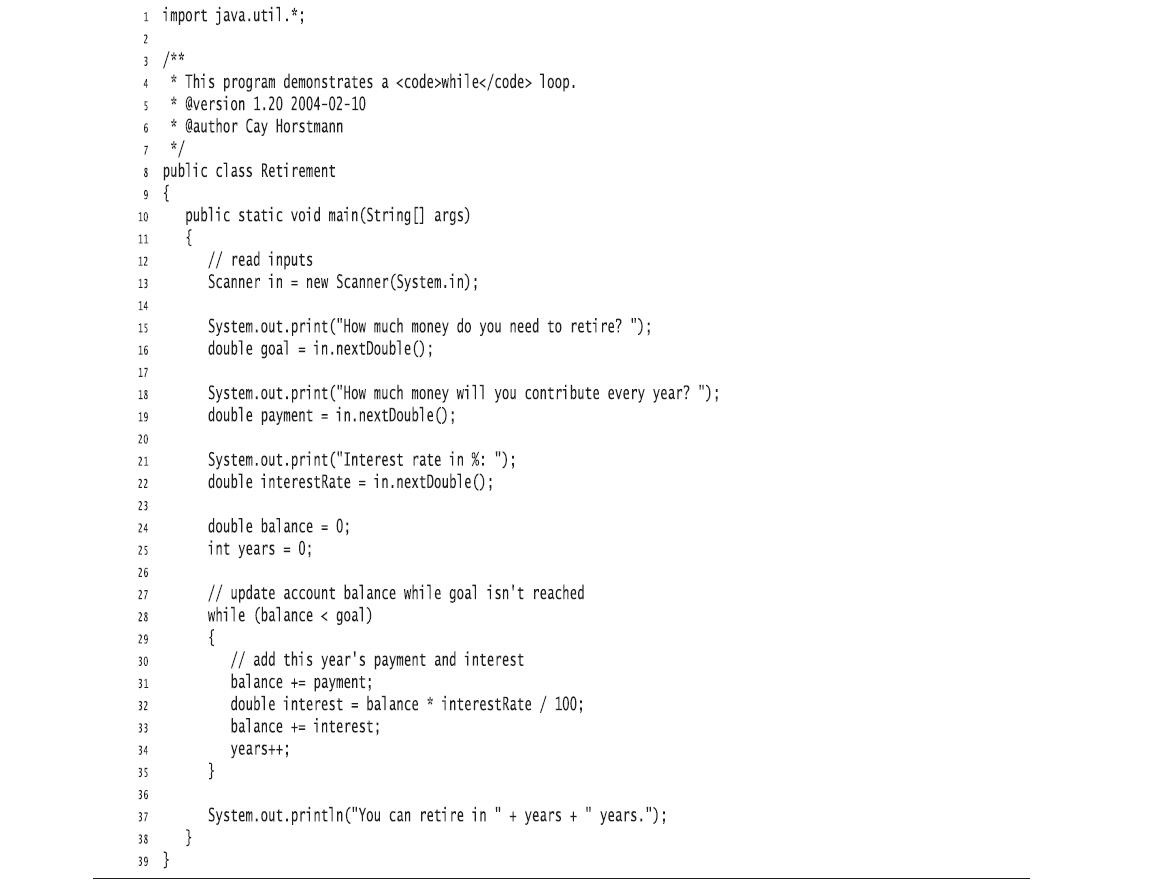 1 import java.util.*;
2
3 /**
4  * This program demonstrates a <code>while</code> loop.
5  * @version 1.20 2004-02-10
6  * @author Cay Horstmann
7  */
8 public class Retirement
9 {
10    public static void main(String[] args)
11    {
12       // read inputs
13       Scanner in = new Scanner(System.in);
14
15       System.out.print("How much money do you need to retire? ");
16       double goal = in.nextDouble();
17
18       System.out.print("How much money will you contribute every year? ");
19       double payment = in.nextDouble();
20
21       System.out.print("Interest rate in %: ");
22       double interestRate = in.nextDouble();
23
24       double balance = 0;
25       int years = 0;
26
27       // update account balance while goal isn't reached
28       while (balance < goal)
29       {
30          // add this year's payment and interest
31          balance += payment;
32          double interest = balance * interestRate / 100;
33          balance += interest;
34          years++;
35       }
36
37       System.out.println("You can retire in " + years + " years.");
38    }
39 }